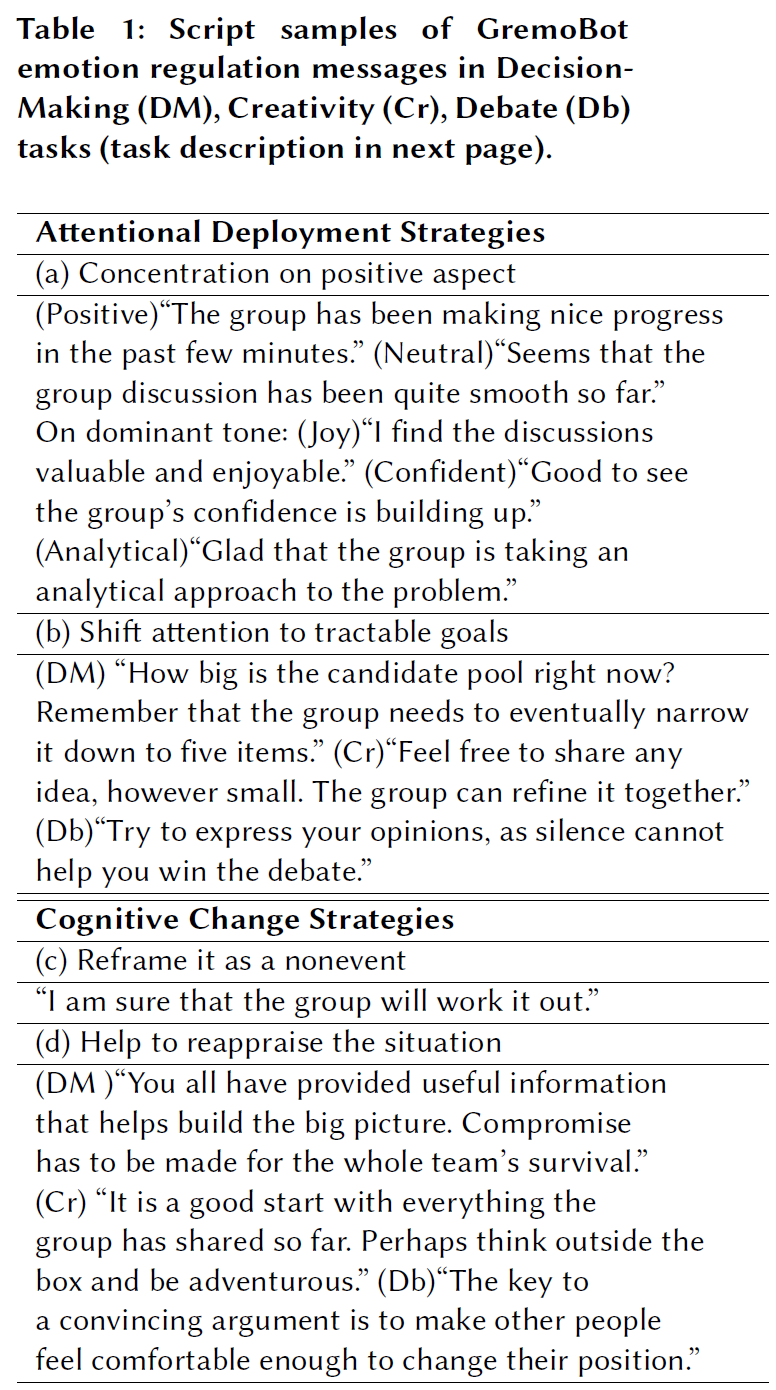 Table 1: Script samples of GremoBot
emotion regulation messages in Decision-
Making (DM), Creativity (Cr), Debate (Db)
tasks (task description in next page).
Attentional Deployment Strategies
(a) Concentration on positive aspect
(Positive)“The group has been making nice progress
in the past few minutes.” (Neutral)“Seems that the
group discussion has been quite smooth so far.”
On dominant tone: (Joy)“I find the discussions
valuable and enjoyable.” (Confident)“Good to see
the group’s confidence is building up.”
(Analytical)“Glad that the group is taking an
analytical approach to the problem.”
(b) Shift attention to tractable goals
(DM) “How big is the candidate pool right now?
Remember that the group needs to eventually narrow
it down to five items.” (Cr)“Feel free to share any
idea, however small. The group can refine it together.”
(Db)“Try to express your opinions, as silence cannot
help you win the debate.”
Cognitive Change Strategies
(c) Reframe it as a nonevent
“I am sure that the group will work it out.”
(d) Help to reappraise the situation
(DM )“You all have provided useful information
that helps build the big picture. Compromise
has to be made for the whole team’s survival.”
(Cr) “It is a good start with everything the
group has shared so far. Perhaps think outside the
box and be adventurous.” (Db)“The key to
a convincing argument is to make other people
feel comfortable enough to change their position.”